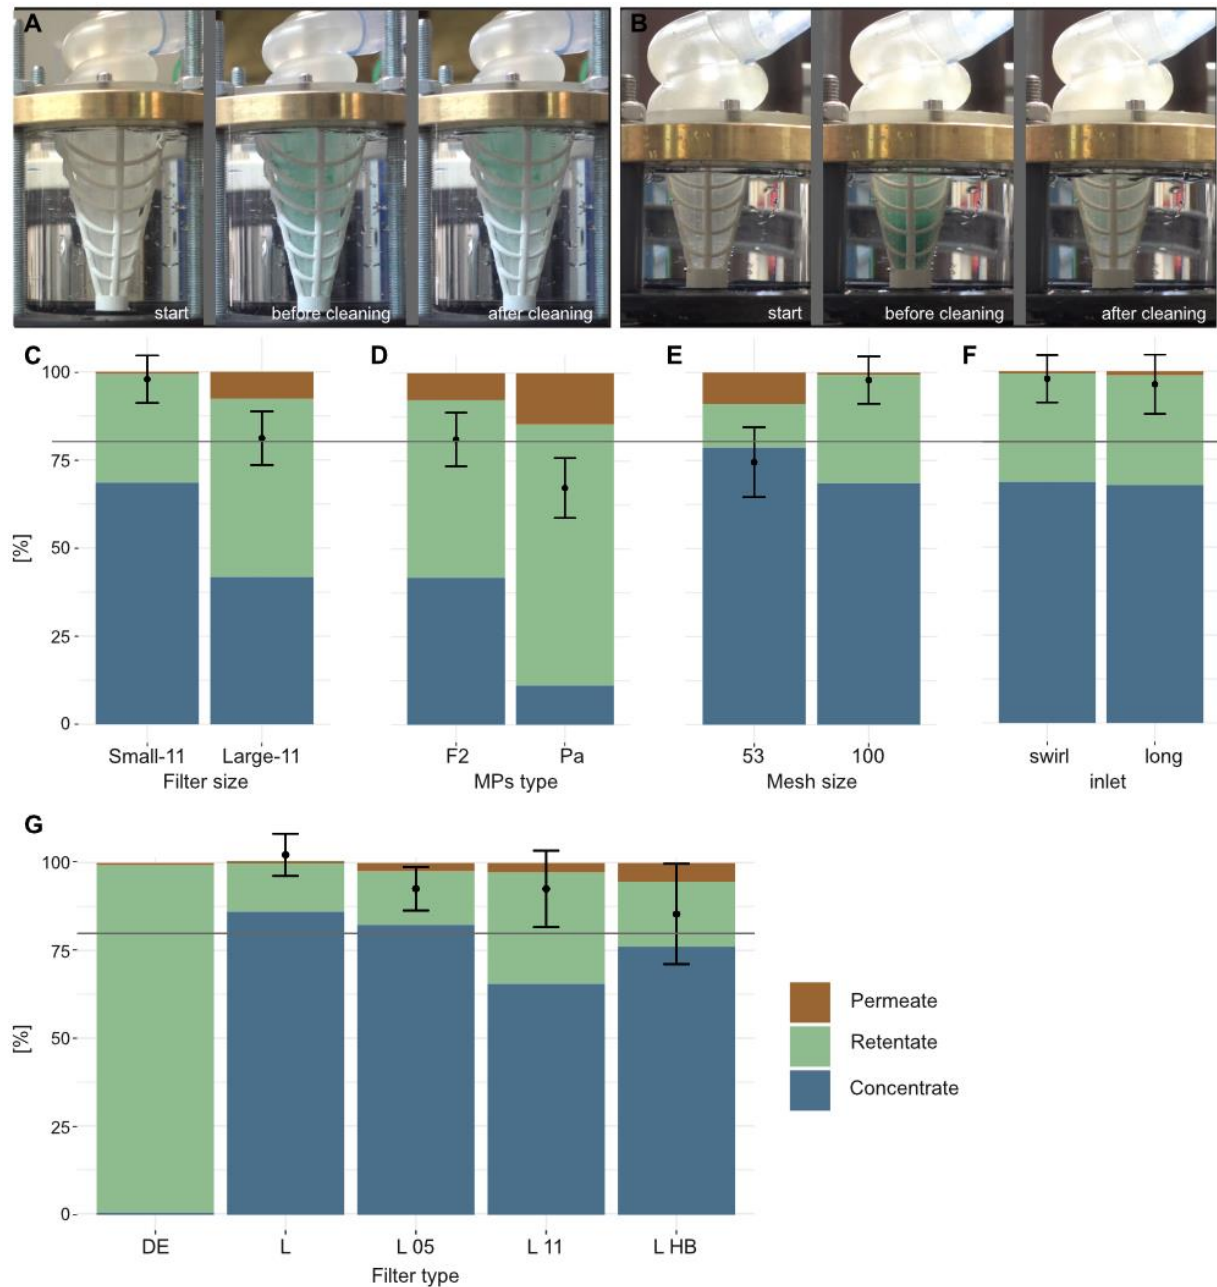 A
B
start
before cleaning
after cleaning
start
before cleaning
after cleaning
C
D
E
F
100
75
50
25
0
[%]
Small-11
Large-11
F2
Pa
53
100
swirl
long
Filter size
MPs type
Mesh size
inlet
G
100
75
50
25
0
[%]
DE
L
L 05
L 11
L HB
Filter type
Permeate
Retentate
Concentrate